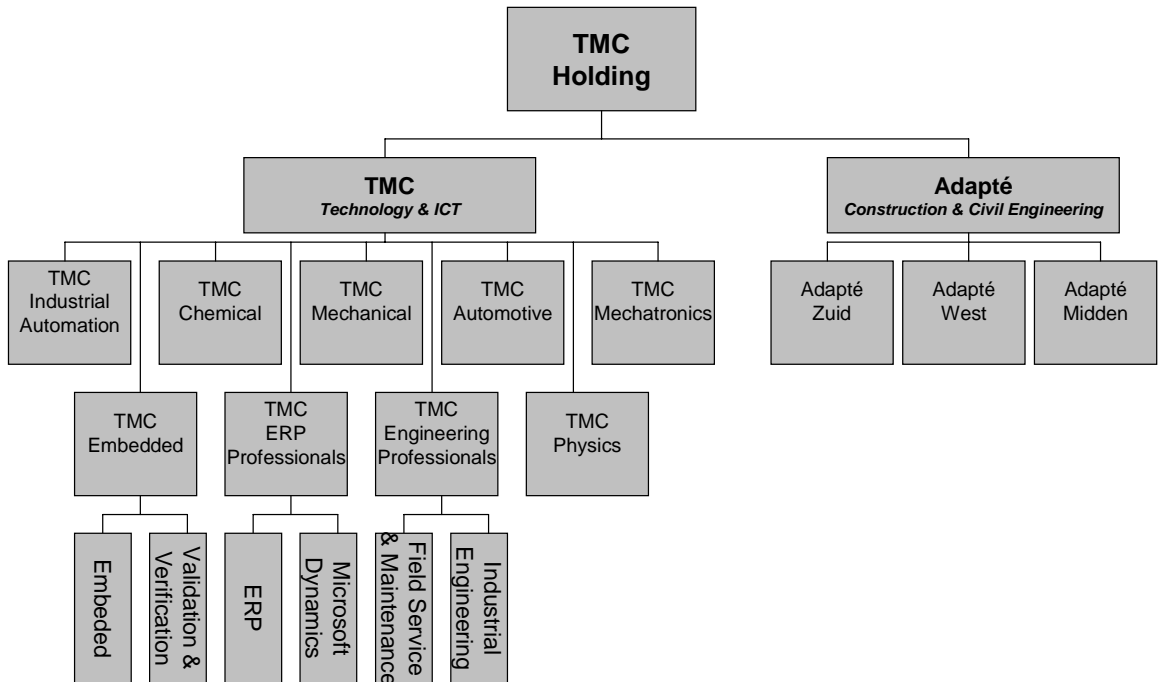 TMC
Holding
TMC
Technology & ICT
Adapté
Construction & Civil Engineering
TMC
Industrial
Automation
TMC
Chemical
TMC
Mechanical
TMC
Automotive
TMC
Mechatronics
Adapté
Zuid
Adapté
West
Adapté
Midden
TMC
Embedded
TMC
ERP
Professionals
TMC
Engineering
Professionals
TMC
Physics
Embeded
Validation &
Verification
ERP
Microsoft
Dynamics
Field Service
& Maintenance
Industrial
Engineering